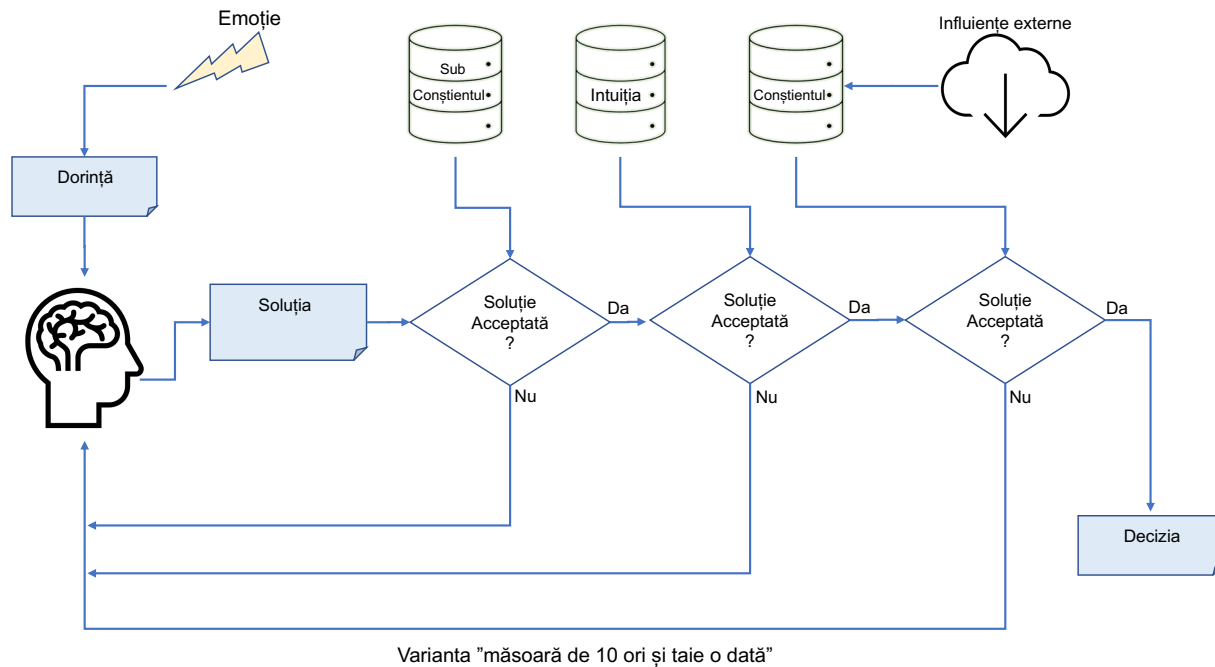 Emoție
Influiențe externe
Sub
Conștientul
Intuiția
Conștientul
Dorință
Soluția
Soluție
Acceptată
?
Da
Nu
Soluție
Acceptată
?
Da
Nu
Soluție
Acceptată
?
Da
Nu
Decizia
Varianta ”măsoară de 10 ori și taie o dată”